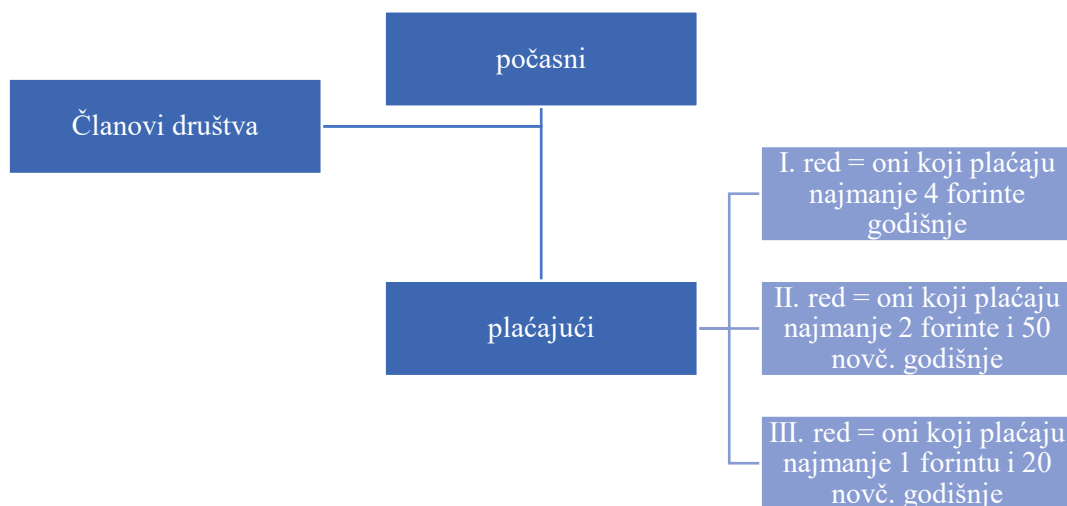 počasni
Članovi društva
I. red = oni koji plaćaju
najmanje 4 forinte
godišnje
plaćajući
II. red = oni koji plaćaju
najmanje 2 forinte i 50
novč. godišnje
III. red = oni koji plaćaju
najmanje 1 forintu i 20
novč. godišnje